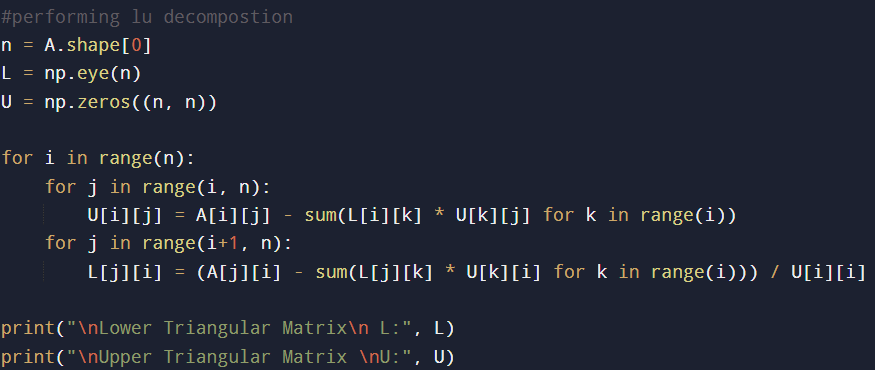 #performing lu decompostion
n = A.shape[0]
L = np.eye(n)
U = np.zeros((n, n))
for i in range(n):
    for j in range(i, n):
        U[i][j] = A[i][j] - sum(L[i][k] * U[k][j] for k in range(i))
    for j in range(i+1, n):
        L[j][i] = (A[j][i] - sum(L[j][k] * U[k][i] for k in range(i))) / U[i][i]
print("\nLower Triangular Matrix\n L:", L)
print("\nUpper Triangular Matrix \nU:", U)